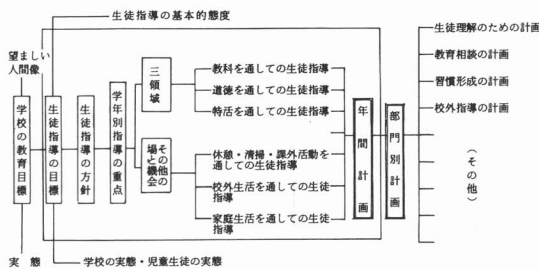 生徒指導の基本的態度
望ましい
人間像
学校の教育目標
実態
生徒指導の目標
学校の実態・児童生徒の実態
生徒指導の方針
学年別指導の重点
三領域
教科を通しての生徒指導
道徳を通しての生徒指導
特活を通しての生徒指導
その他の
場と機会
休憩・清掃・課外活動を
通しての生徒指導
校外生活を通しての生徒
指導
家庭生活を通しての生徒
指導
年間計画
部門別計画
生徒理解のための計画
教育相談の計画
習慣形成の計画
校外指導の計画
(その他)